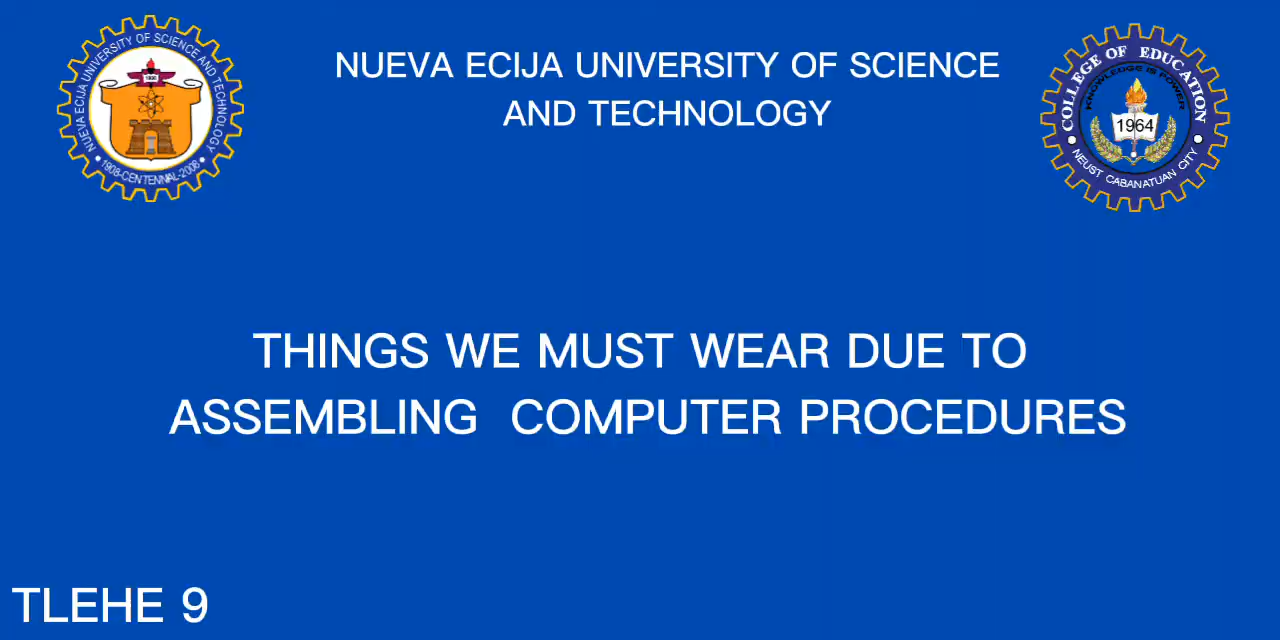 NUEVA ECIJA UNIVERSITY OF SCIENCE AND TECHNOLOGY
1908-CENTENNIAL-2008
NUEVA ECIJA UNIVERSITY OF SCIENCE
AND TECHNOLOGY
COLLEGE OF EDUCATION
KNOWLEDGE IS POWER
1964
NEUST CABANATUAN CITY
THINGS WE MUST WEAR DUE TO
ASSEMBLING  COMPUTER PROCEDURES
TLEHE 9